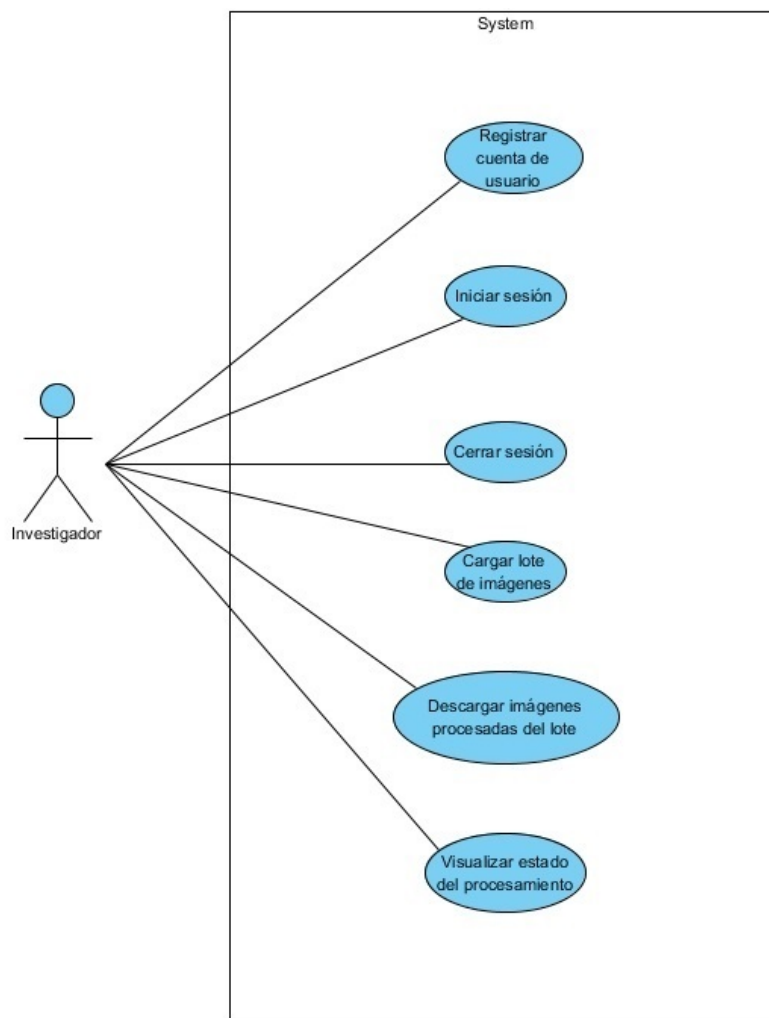 System
Registrar
cuenta de
usuario
Iniciar sesión
Cerrar sesión
Investigador
Cargar lote
de imágenes
Descargar imágenes
procesadas del lote
Visualizar estado
del procesamiento